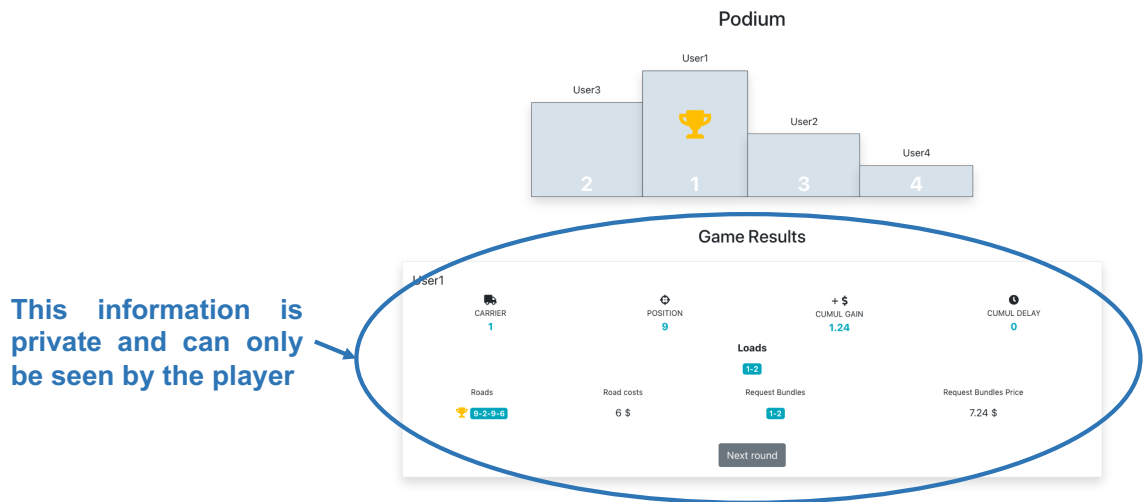 Podium
User1
User3
User2
User4
2 1 3 4
Game Results
User1
CARRIER POSITION + $ CUMUL GAIN CUMUL DELAY
1 9 1.24 0
Loads
1-2
Roads Road costs Request Bundles Request Bundles Price
9-2-9-6 6 $ 1-2 7.24 $
Next round
This information is
private and can only
be seen by the player